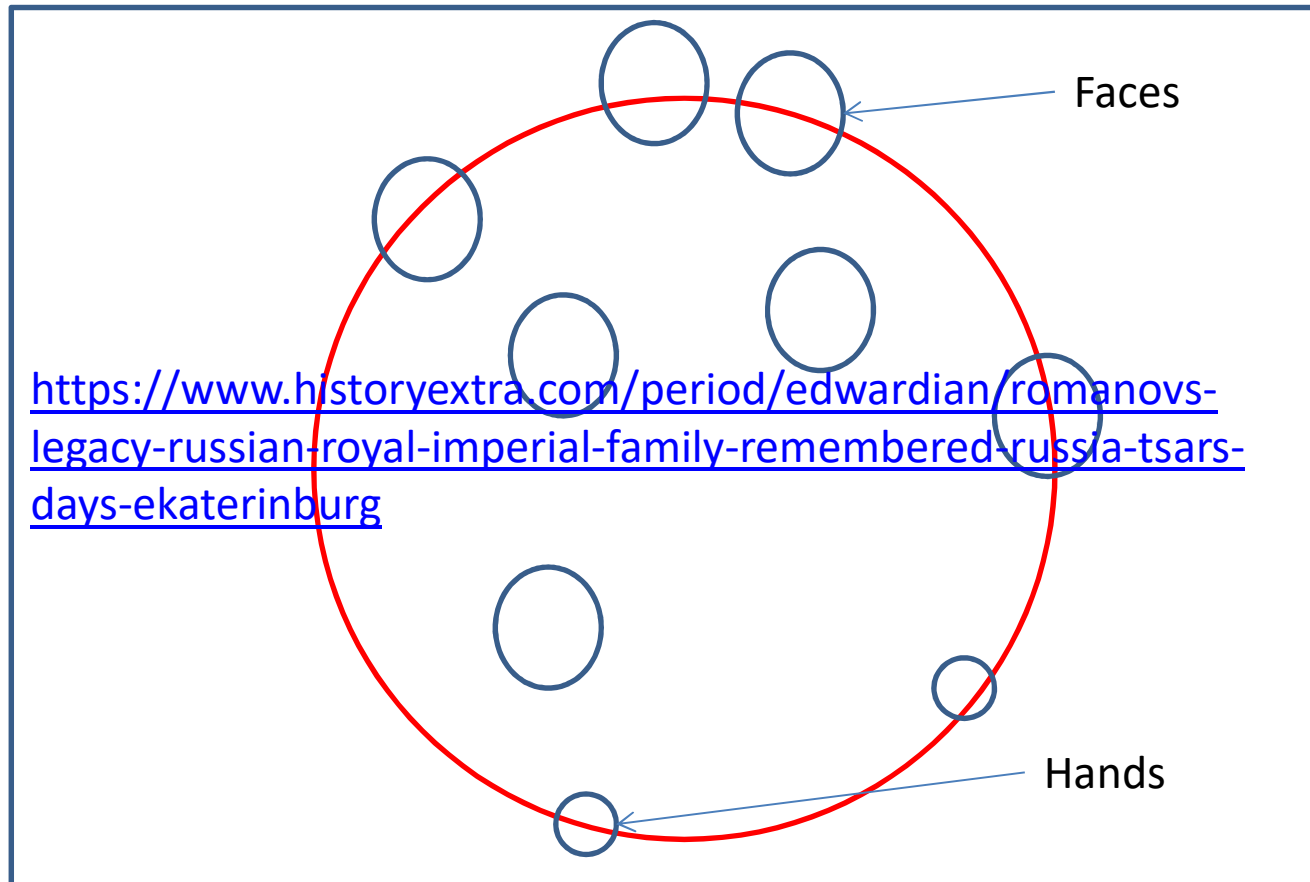 Faces
https://www.historyextra.com/period/edwardian/romanovs-
legacy-russian-royal-imperial-family-remembered-russia-tsars-
days-ekaterinburg
Hands